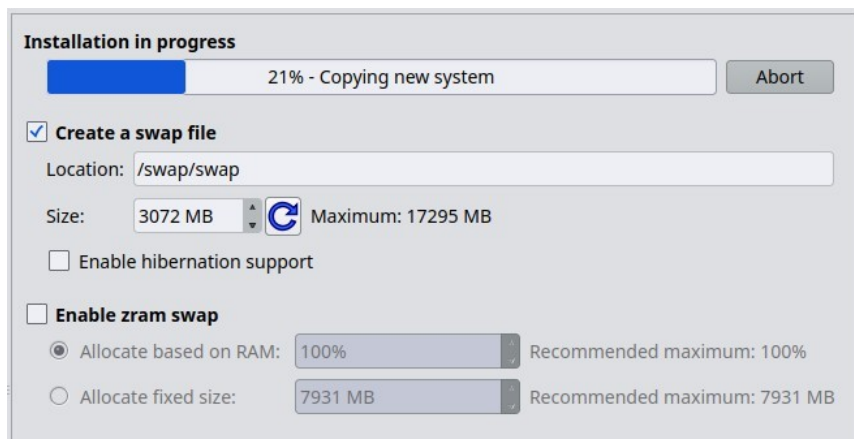 Installation in progress
21% - Copying new system Abort
Create a swap file
Location: /swap/swap
Size: 3072 MB Maximum: 17295 MB
Enable hibernation support
Enable zram swap
Allocate based on RAM: 100% Recommended maximum: 100%
Allocate fixed size: 7931 MB Recommended maximum: 7931 MB